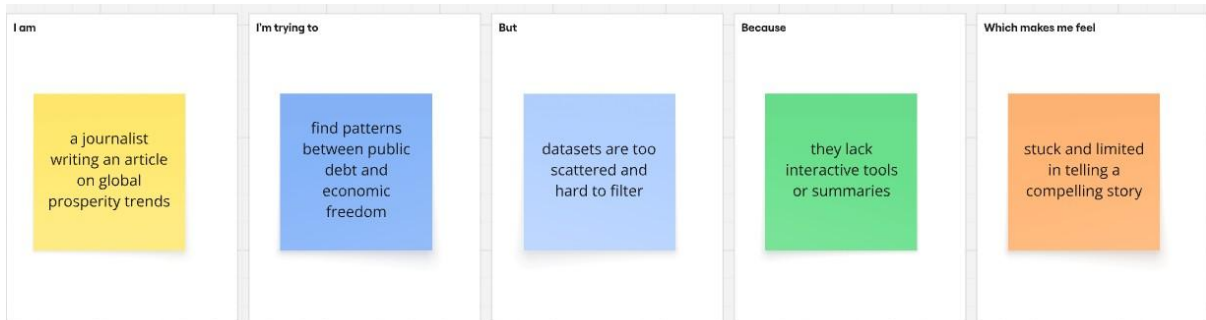 I am
a journalist
writing an article
on global
prosperity trends
I'm trying to
find patterns
between public
debt and
economic
freedom
But
datasets are too
scattered and
hard to filter
Because
they lack
interactive tools
or summaries
Which makes me feel
stuck and limited
in telling a
compelling story